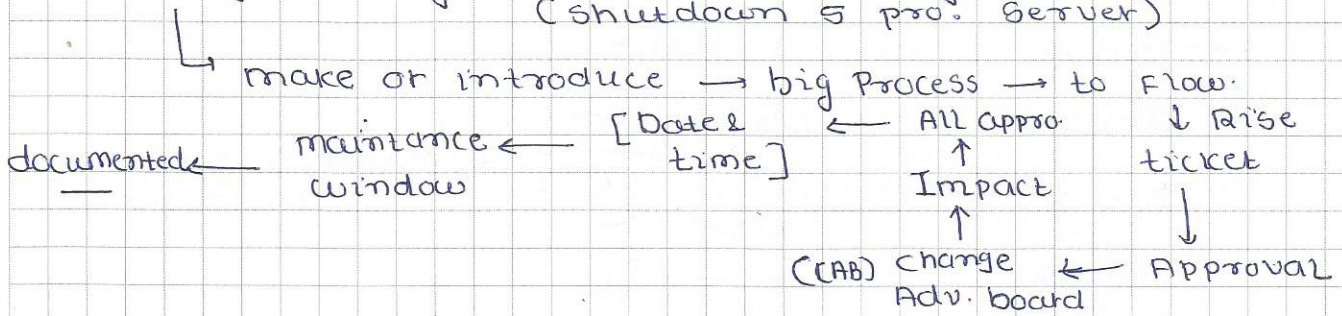 (Shutdown 5 pro. Server)
make or introduce → big Process → to Flow.
documented ← maintance ← [Date & ← All appro. ↓ Rise
window time] ↑ ticket
Impact
↑ ↓
(CAB) Change ← Approval
Adv. board